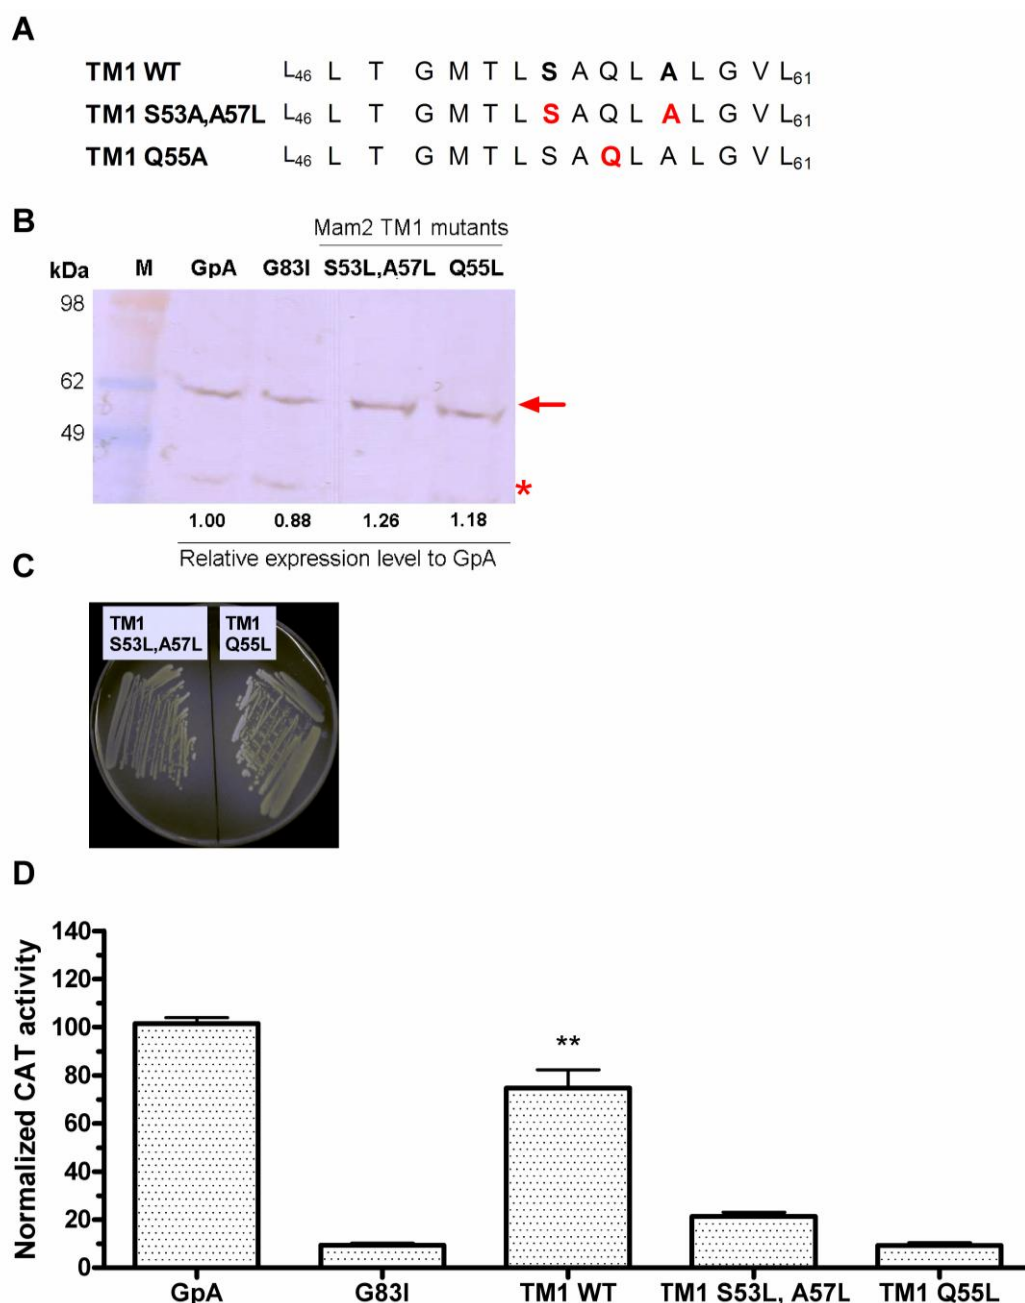 A
TM1 WT L46 L T G M T L S A Q L A L G V L61
TM1 S53A,A57L L46 L T G M T L S A Q L A L G V L61
TM1 Q55A L46 L T G M T L S A Q L A L G V L61
B
Mam2 TM1 mutants
kDa M GpA G83I S53L,A57L Q55L
98
62
49
*
1.00 0.88 1.26 1.18
Relative expression level to GpA
C
TM1 TM1
S53L,A57L Q55L
D
Normalized CAT activity
140
120
100
80
60
40
20
0
**
GpA G83I TM1 WT TM1 S53L, A57L TM1 Q55L